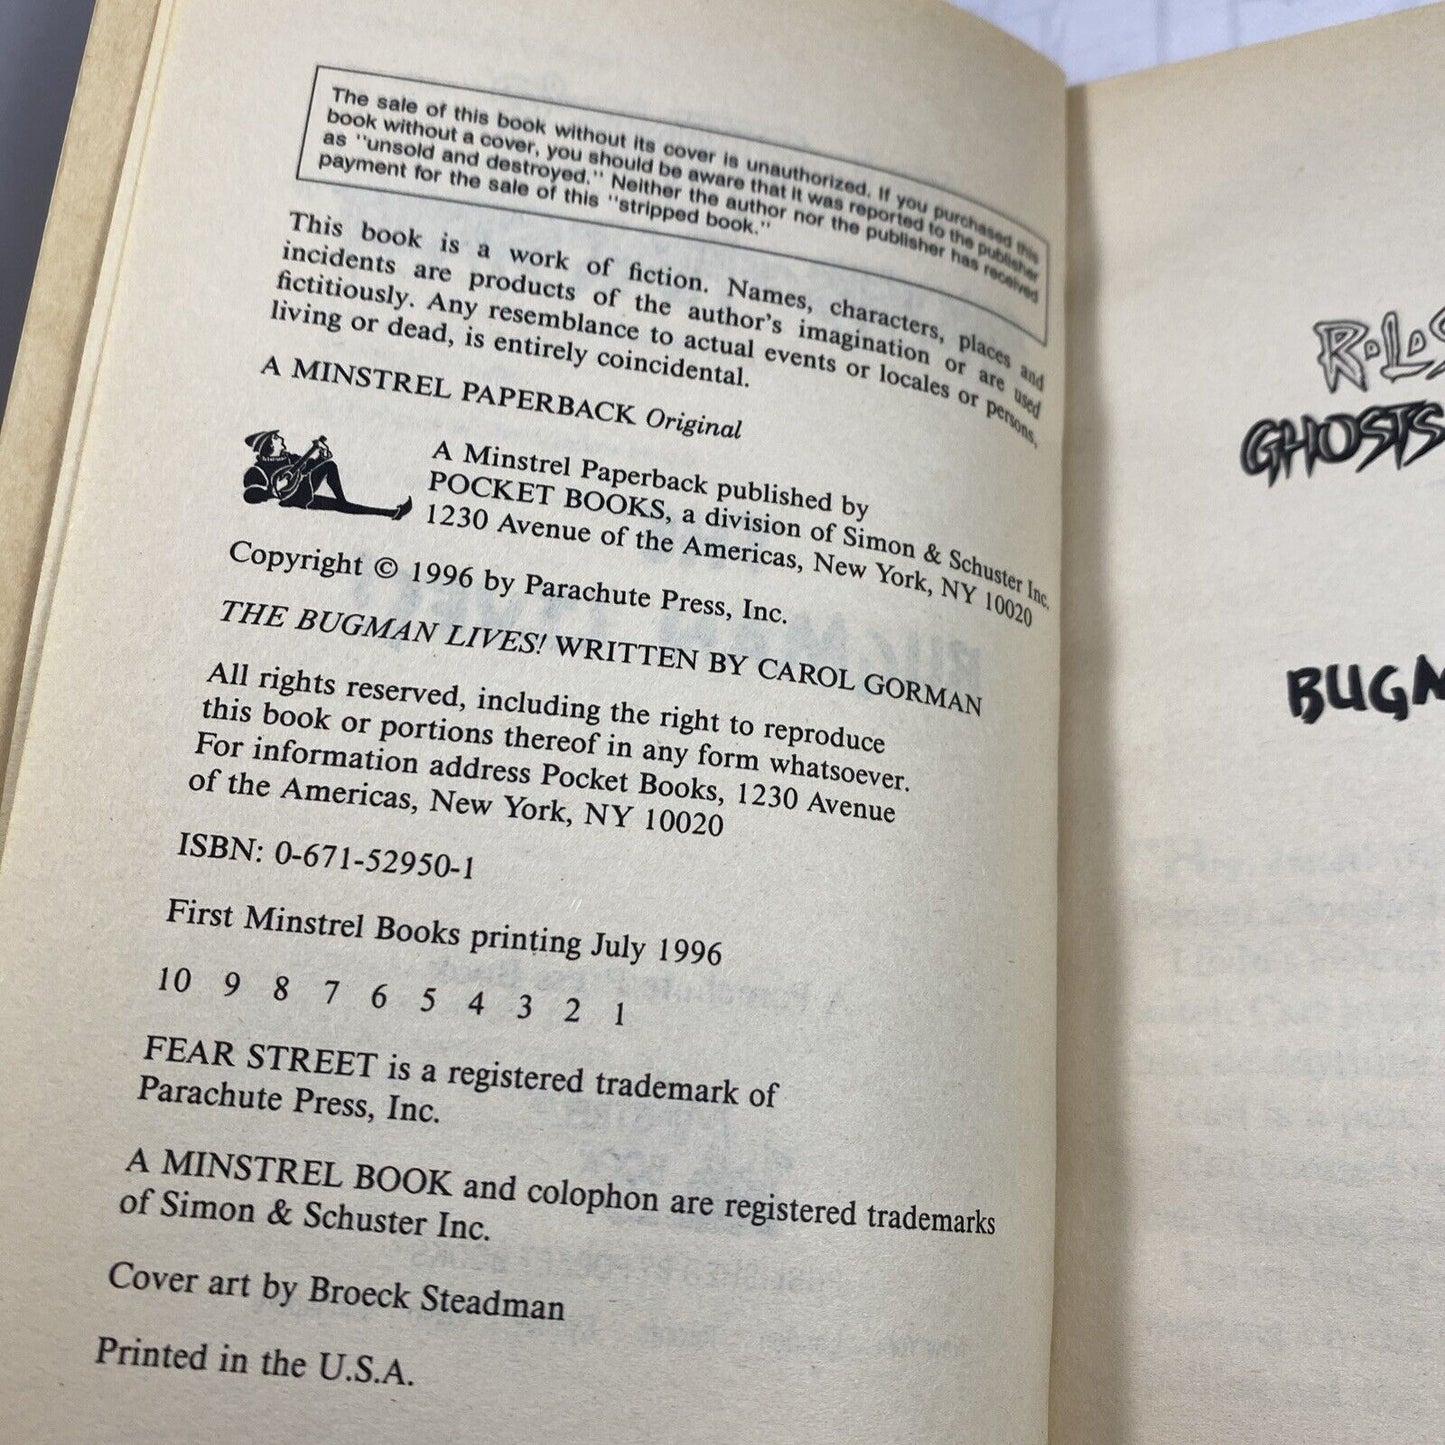 The sale of this book without its cover is unauthorized. If you purchased this
book without a cover, you should be aware that it was reported to the publisher
as "unsold and destroyed." Neither the author nor the publisher has received
payment for the sale of this "stripped book."
This book is a work of fiction. Names, characters, places and
incidents are products of the author's imagination or are used
fictitiously. Any resemblance to actual events or locales or persons,
living or dead, is entirely coincidental.
A MINSTREL PAPERBACK Original
A Minstrel Paperback published by
POCKET BOOKS, a division of Simon & Schuster Inc.
1230 Avenue of the Americas, New York, NY 10020
Copyright © 1996 by Parachute Press, Inc.
THE BUGMAN LIVES! WRITTEN BY CAROL GORMAN
All rights reserved, including the right to reproduce
this book or portions thereof in any form whatsoever.
For information address Pocket Books, 1230 Avenue
of the Americas, New York, NY 10020
ISBN: 0-671-52950-1
First Minstrel Books printing July 1996
10 9 8 7 6 5 4 3 2 1
FEAR STREET is a registered trademark of
Parachute Press, Inc.
A MINSTREL BOOK and colophon are registered trademarks
of Simon & Schuster Inc.
Cover art by Broeck Steadman
Printed in the U.S.A.
R.L.S
GHOSTS
BUGM